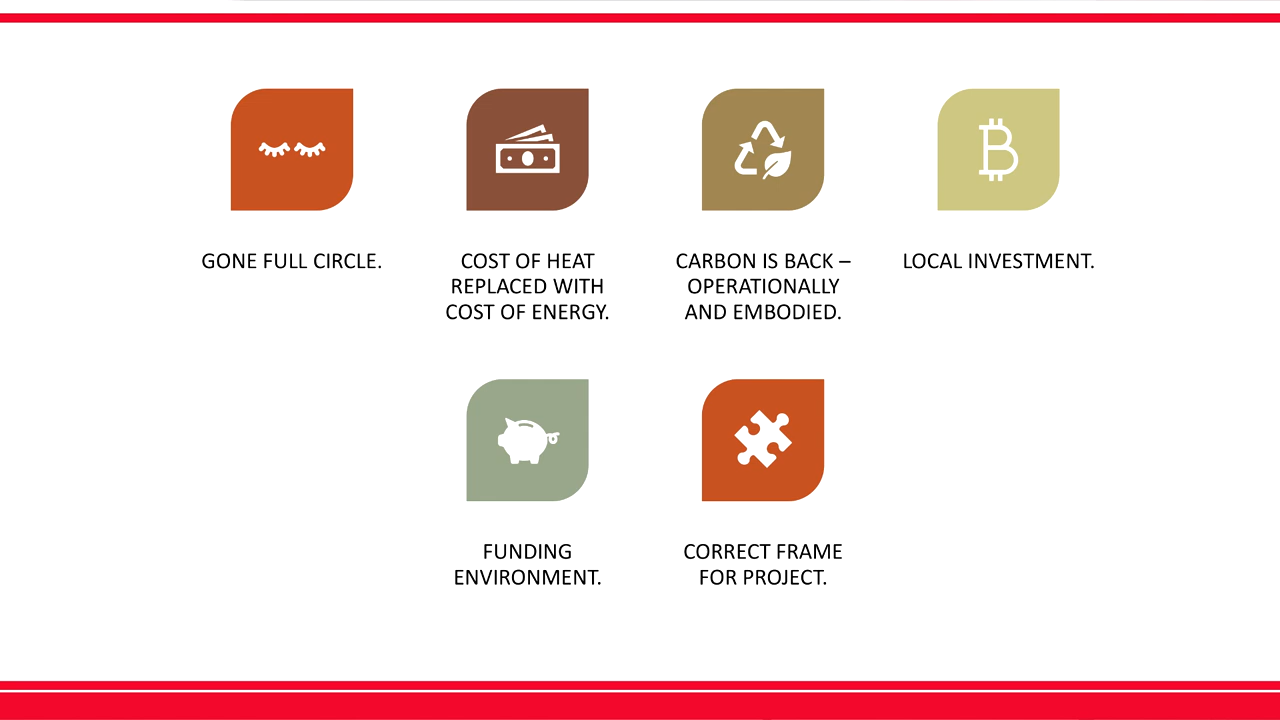 GONE FULL CIRCLE.
COST OF HEAT
REPLACED WITH
COST OF ENERGY.
CARBON IS BACK –
OPERATIONALLY
AND EMBODIED.
LOCAL INVESTMENT.
FUNDING
ENVIRONMENT.
CORRECT FRAME
FOR PROJECT.